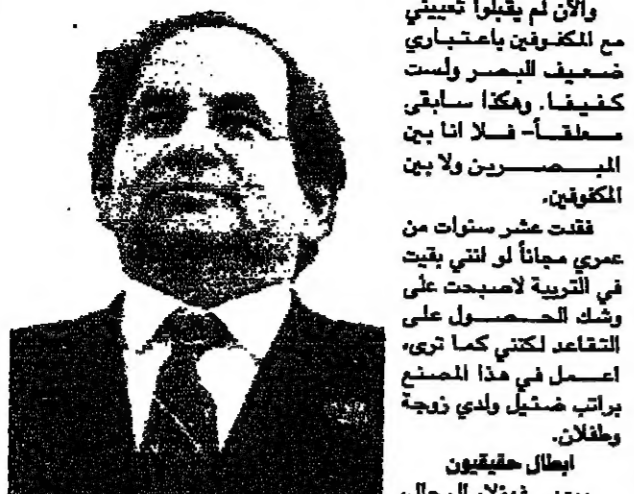 والآن لم يقبلوا تعييني
مع المكفوفين باعتباري
ضعيف البصر ولست
كفيفا. وهكذا سابقى
معلقاً- فلا انا بين
المبصرين ولا بين
المكفوفين.
فقدت عشر سنوات من
عمري مجاناً لو انني بقيت
في التربية لاصبحت على
وشك الحصول على
التقاعد لكنني كما ترى،
اعمل في هذا المصنع
براتب ضئيل ولدي زوجة
وطفلان.
ابطال حقيقيون